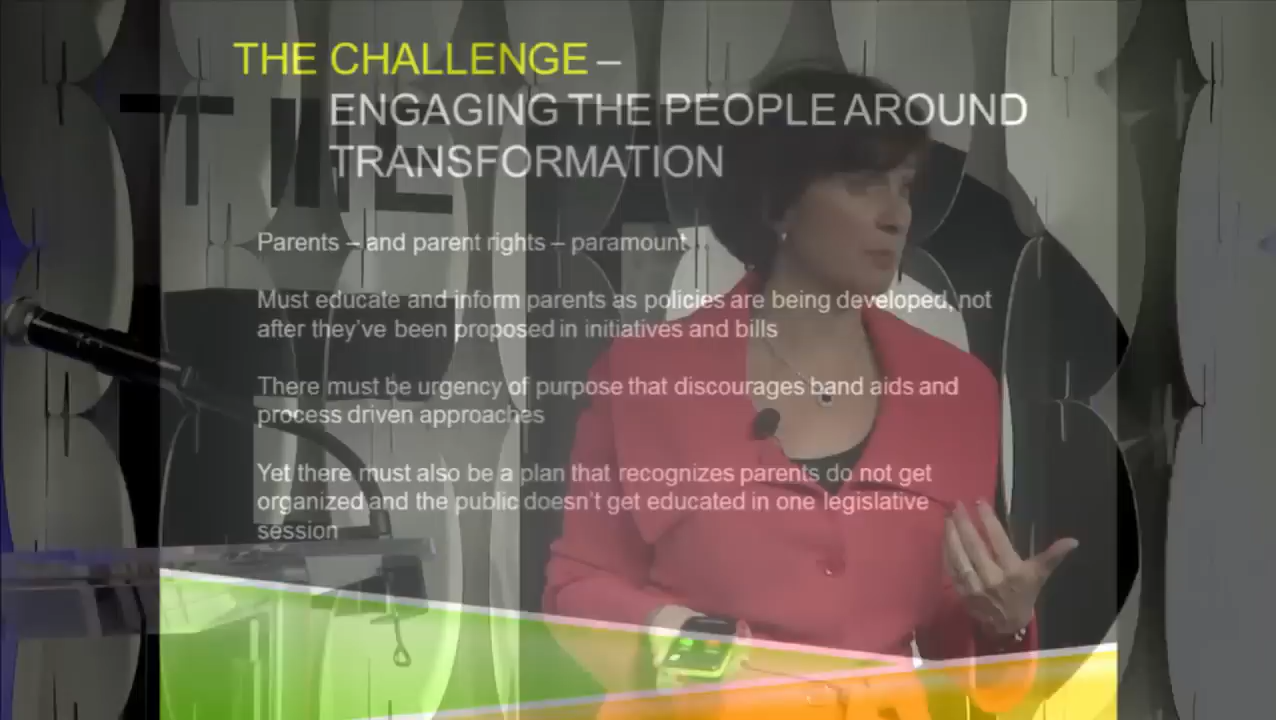 THE CHALLENGE –
ENGAGING THE PEOPLE AROUND
TRANSFORMATION
Parents – and parent rights – paramount
Must educate and inform parents as policies are being developed, not
after they've been proposed in initiatives and bills
There must be urgency of purpose that discourages band aids and
process driven approaches
Yet there must also be a plan that recognizes parents do not get
organized and the public doesn't get educated in one legislative
session